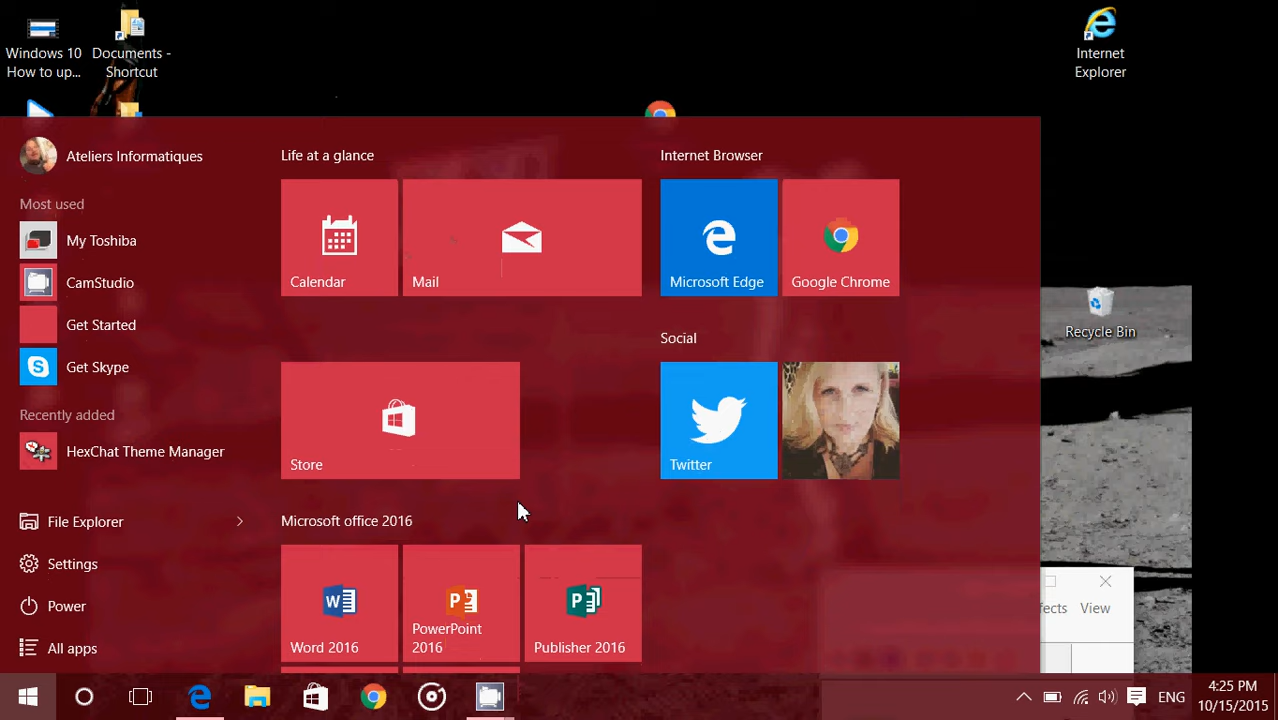 Windows 10
How to up...
Documents -
Shortcut
Internet
Explorer
Ateliers Informatiques
Most used
My Toshiba
CamStudio
Get Started
Get Skype
Recently added
HexChat Theme Manager
File Explorer
Settings
Power
All apps
Life at a glance
Calendar
Mail
Store
Microsoft office 2016
Word 2016
PowerPoint
2016
Publisher 2016
Internet Browser
Microsoft Edge
Google Chrome
Social
Twitter
Recycle Bin
View
ENG
4:25 PM
10/15/2015